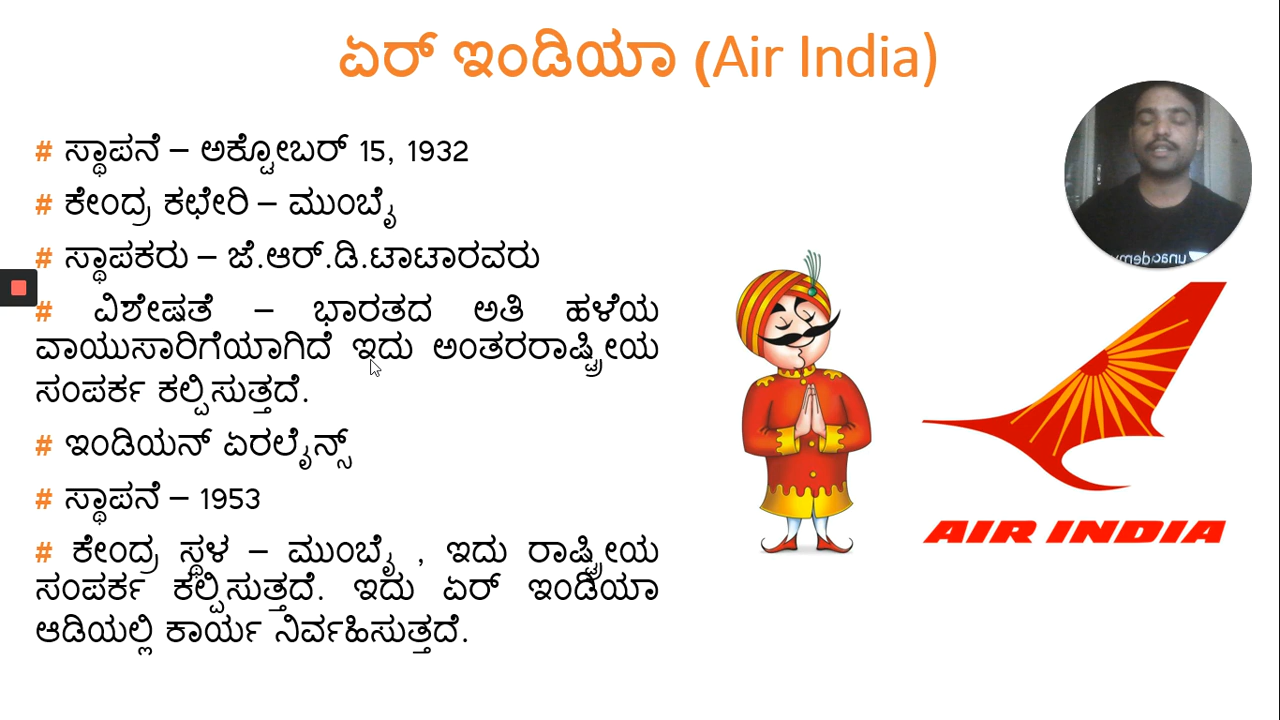 ಏರ್ ಇಂಡಿಯಾ (Air India)
# ಸ್ಥಾಪನೆ – ಅಕ್ಟೋಬರ್ 15, 1932
# ಕೇಂದ್ರ ಕಛೇರಿ – ಮುಂಬೈ
# ಸ್ಥಾಪಕರು – ಜೆ.ಆರ್.ಡಿ.ಟಾಟಾರವರು
# ವಿಶೇಷತೆ – ಭಾರತದ ಅತಿ ಹಳೆಯ
ವಾಯುಸಾರಿಗೆಯಾಗಿದೆ ಇದು ಅಂತರರಾಷ್ಟ್ರೀಯ
ಸಂಪರ್ಕ ಕಲ್ಪಿಸುತ್ತದೆ.
# ಇಂಡಿಯನ್ ಏರಲೈನ್ಸ್
# ಸ್ಥಾಪನೆ – 1953
# ಕೇಂದ್ರ ಸ್ಥಳ – ಮುಂಬೈ , ಇದು ರಾಷ್ಟ್ರೀಯ
ಸಂಪರ್ಕ ಕಲ್ಪಿಸುತ್ತದೆ. ಇದು ಏರ್ ಇಂಡಿಯಾ
ಆಡಿಯಲ್ಲಿ ಕಾರ್ಯ ನಿರ್ವಹಿಸುತ್ತದೆ.
unacademy
AIR INDIA